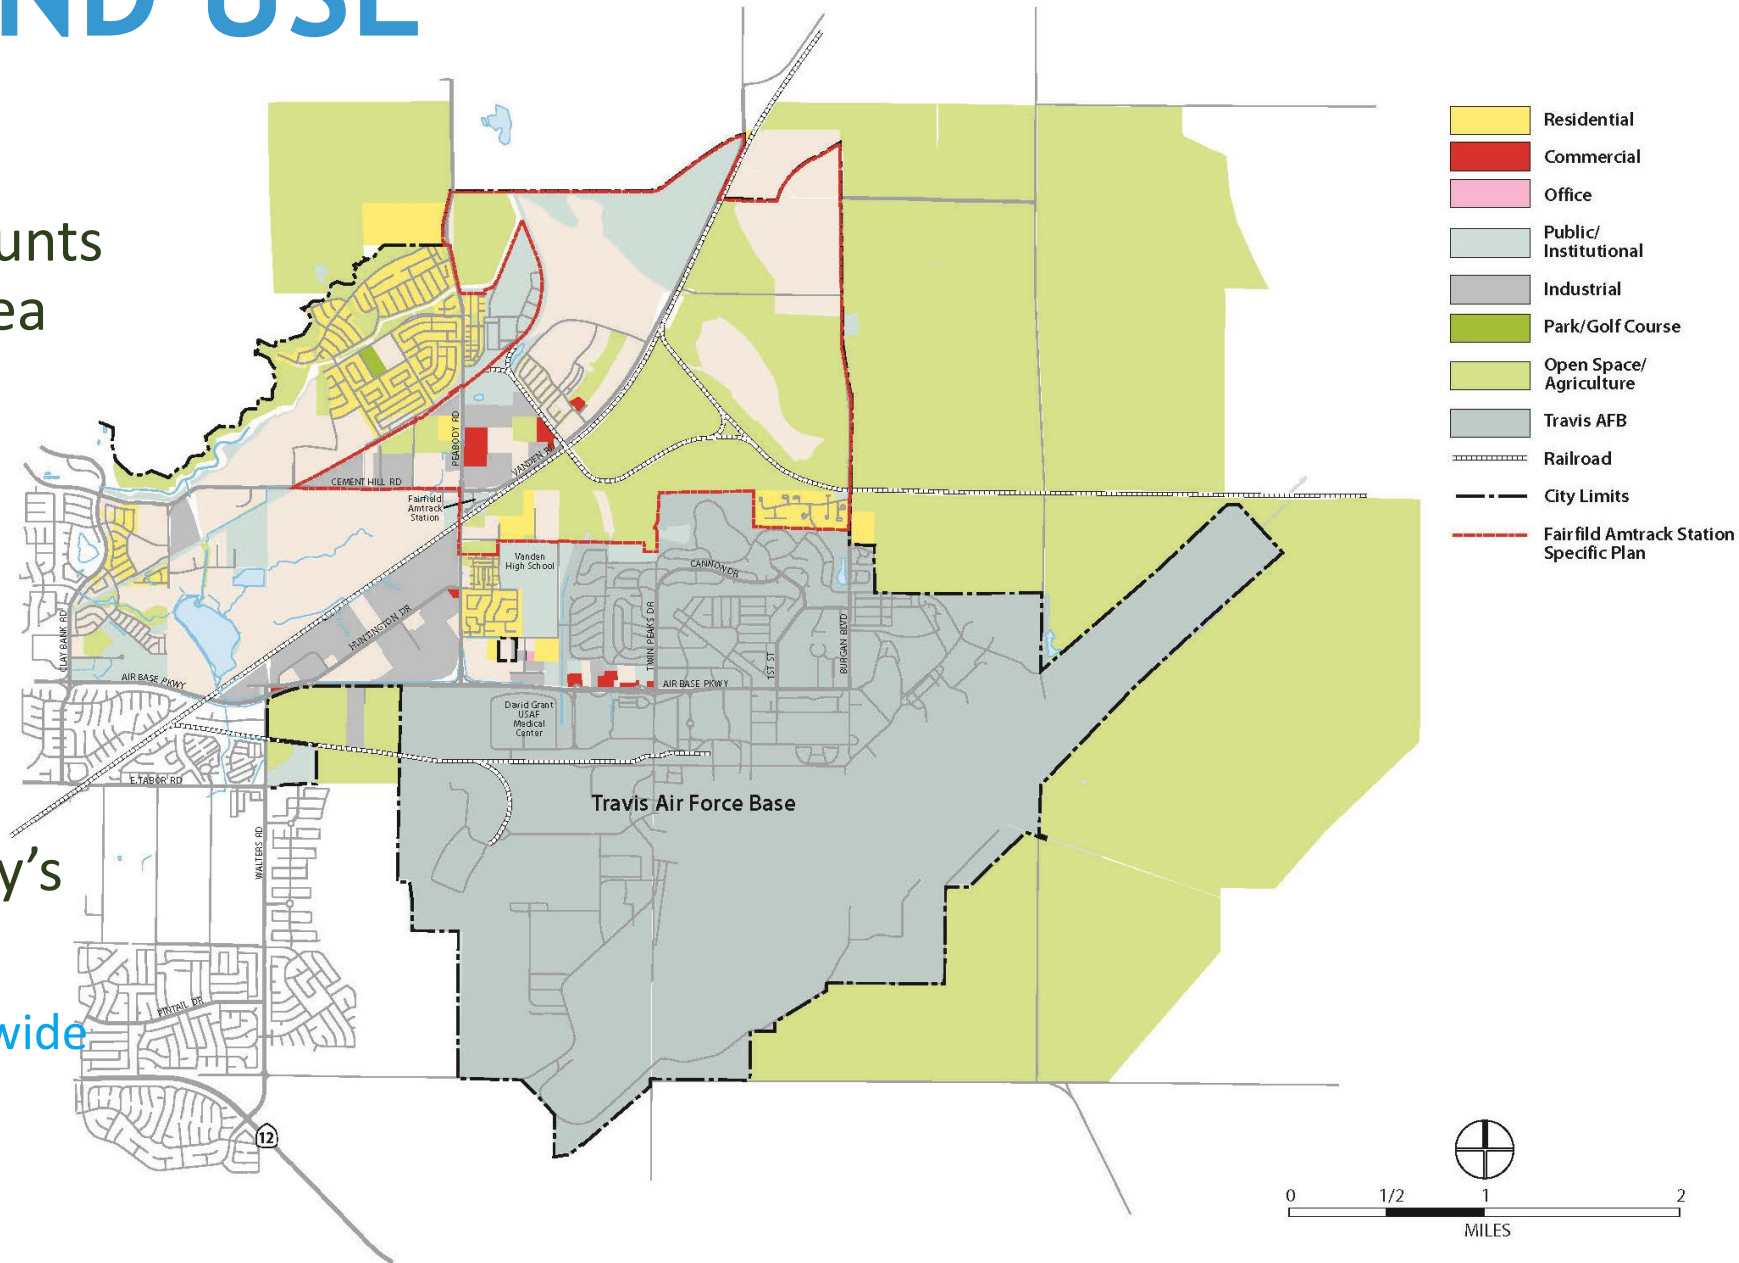 ND USE
unts
ea
y's
wide
Residential
Commercial
Office
Public/
Institutional
Industrial
Park/Golf Course
Open Space/
Agriculture
Travis AFB
Railroad
City Limits
Fairfild Amtrack Station
Specific Plan
PEABODY RD
VANDEN RD
CEMENT HILL RD
Fairfield
Amtrack
Station
Vanden
High School
CANNON DR
HUNTINGTON DR
CLAY BANK RD
TWIN PEAKS DR
1ST ST
BURGAN BLVD
AIR BASE PKWY
AIR BASE PKWY
David Grant
USAF
Medical
Center
E.TABOR RD
Travis Air Force Base
WALTERS RD
PINTAIL DR
12
0 1/2 1 2
MILES